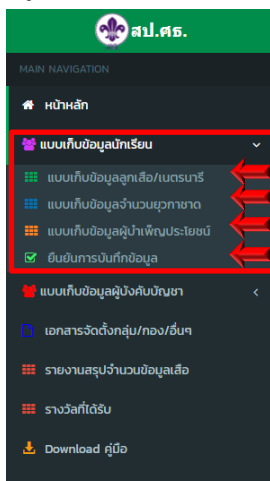 สป.ศธ.
MAIN NAVIGATION
หน้าหลัก
แบบเก็บข้อมูลนักเรียน
แบบเก็บข้อมูลลูกเสือ/เนตรนารี
แบบเก็บข้อมูลจำนวนยุวกาชาด
แบบเก็บข้อมูลผู้บำเพ็ญประโยชน์
ยืนยันการบันทึกข้อมูล
แบบเก็บข้อมูลผู้บังคับบัญชา
เอกสารจัดตั้งกลุ่ม/กอง/อื่นๆ
รายงานสรุปจำนวนข้อมูลเสือ
รางวัลที่ได้รับ
Download คู่มือ